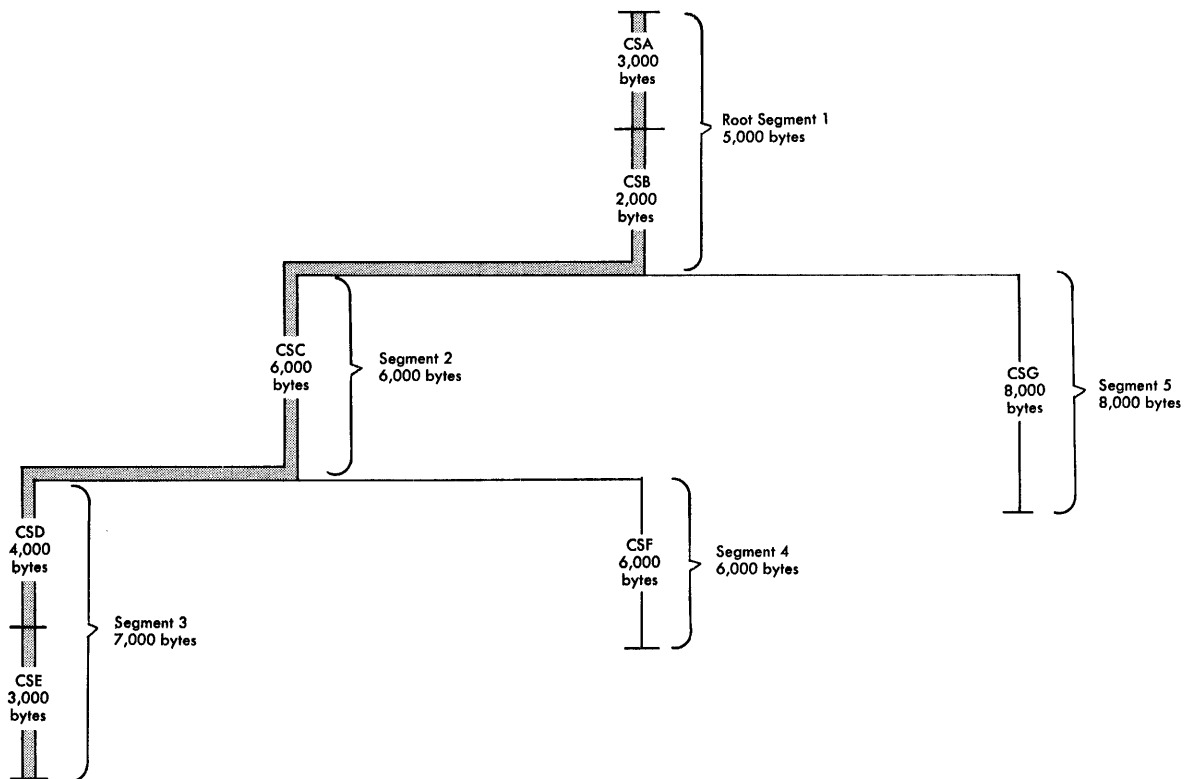 CSA
3,000
bytes
Root Segment 1
5,000 bytes
CSB
2,000
bytes
CSC
6,000
bytes
Segment 2
6,000 bytes
CSG
8,000
bytes
Segment 5
8,000 bytes
CSD
4,000
bytes
CSF
6,000
bytes
Segment 4
6,000 bytes
Segment 3
7,000 bytes
CSE
3,000
bytes